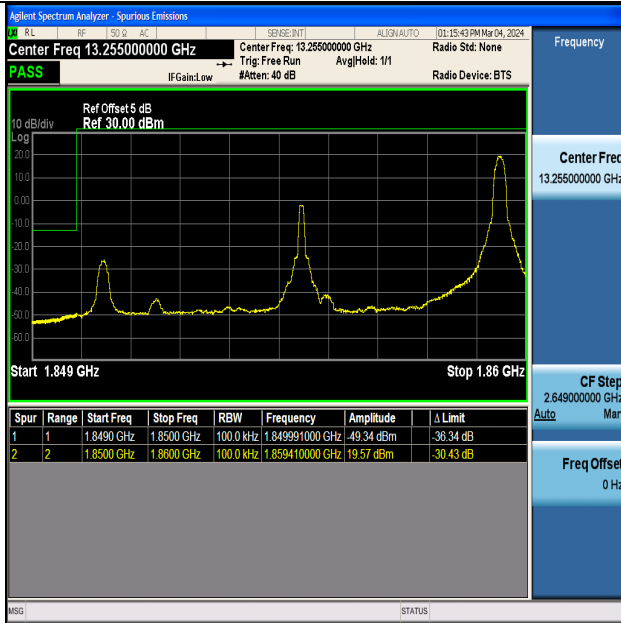 Agilent Spectrum Analyzer - Spurious Emissions
RL RF 50 Ω AC SENSE:INT ALIGN AUTO 01:15:43 PM Mar 04, 2024
Center Freq 13.255000000 GHz
Center Freq: 13.255000000 GHz Radio Std: None
Trig: Free Run Avg|Hold: 1/1
PASS IFGain:Low #Atten: 40 dB Radio Device: BTS
Ref Offset 5 dB
10 dB/div Ref 30.00 dBm
Log
20.0
10.0
0.00
-10.0
-20.0
-30.0
-40.0
-50.0
-60.0
Start 1.849 GHz Stop 1.86 GHz
Spur Range Start Freq Stop Freq RBW Frequency Amplitude Δ Limit
1 1 1.8490 GHz 1.8500 GHz 100.0 kHz 1.849991000 GHz -49.34 dBm -36.34 dB
2 2 1.8500 GHz 1.8600 GHz 100.0 kHz 1.859410000 GHz 19.57 dBm -30.43 dB
MSG STATUS
Frequency
Center Freq
13.255000000 GHz
CF Step
2.649000000 GHz
Auto Man
Freq Offset
0 Hz